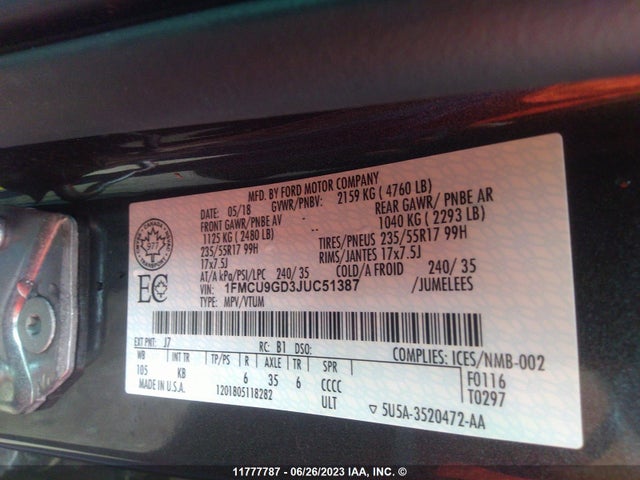 MFD. BY FORD MOTOR COMPANY
DATE: 05/18 GVWR/PNBV: 2159 KG ( 4760 LB)
FRONT GAWR/PNBE AV REAR GAWR/ PNBE AR
1125 KG ( 2480 LB) 1040 KG ( 2293 LB)
235/55R17 99H TIRES/PNEUS 235/55R17 99H
17x7.5J RIMS/JANTES 17x7.5J
AT/A kPa/PSI/LPC 240/ 35 COLD/A FROID 240/ 35
VIN: 1FMCU9GD3JUC51387 /JUMELEES
TYPE: MPV/VTUM
CANADA
TRANSPORT
EC
EXT PNT: J7 RC: B1 DSO: COMPLIES: ICES/NMB-002
WB INT TR TP/PS R AXLE TR SPR F0116
105 KB 6 35 6 CCCC T0297
MADE IN U.S.A. 1201805118282 ULT ▽ 5U5A-3520472-AA
11777787 - 06/26/2023 IAA, INC. ©